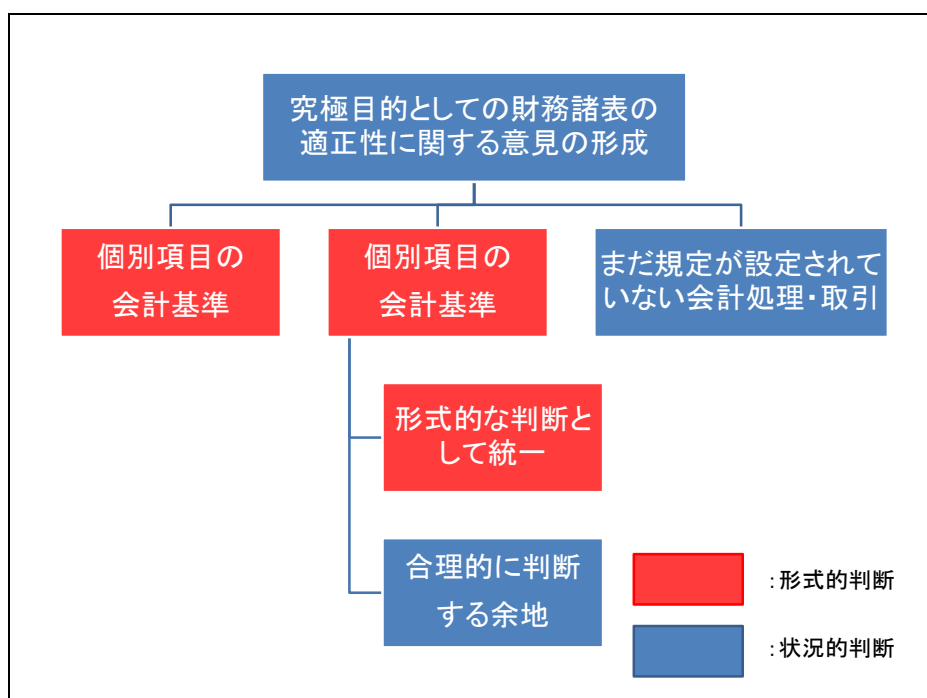 究極目的としての財務諸表の
適正性に関する意見の形成
個別項目の
会計基準
個別項目の
会計基準
まだ規定が設定されて
いない会計処理・取引
形式的な判断と
して統一
合理的に判断
する余地
:形式的判断
:状況的判断